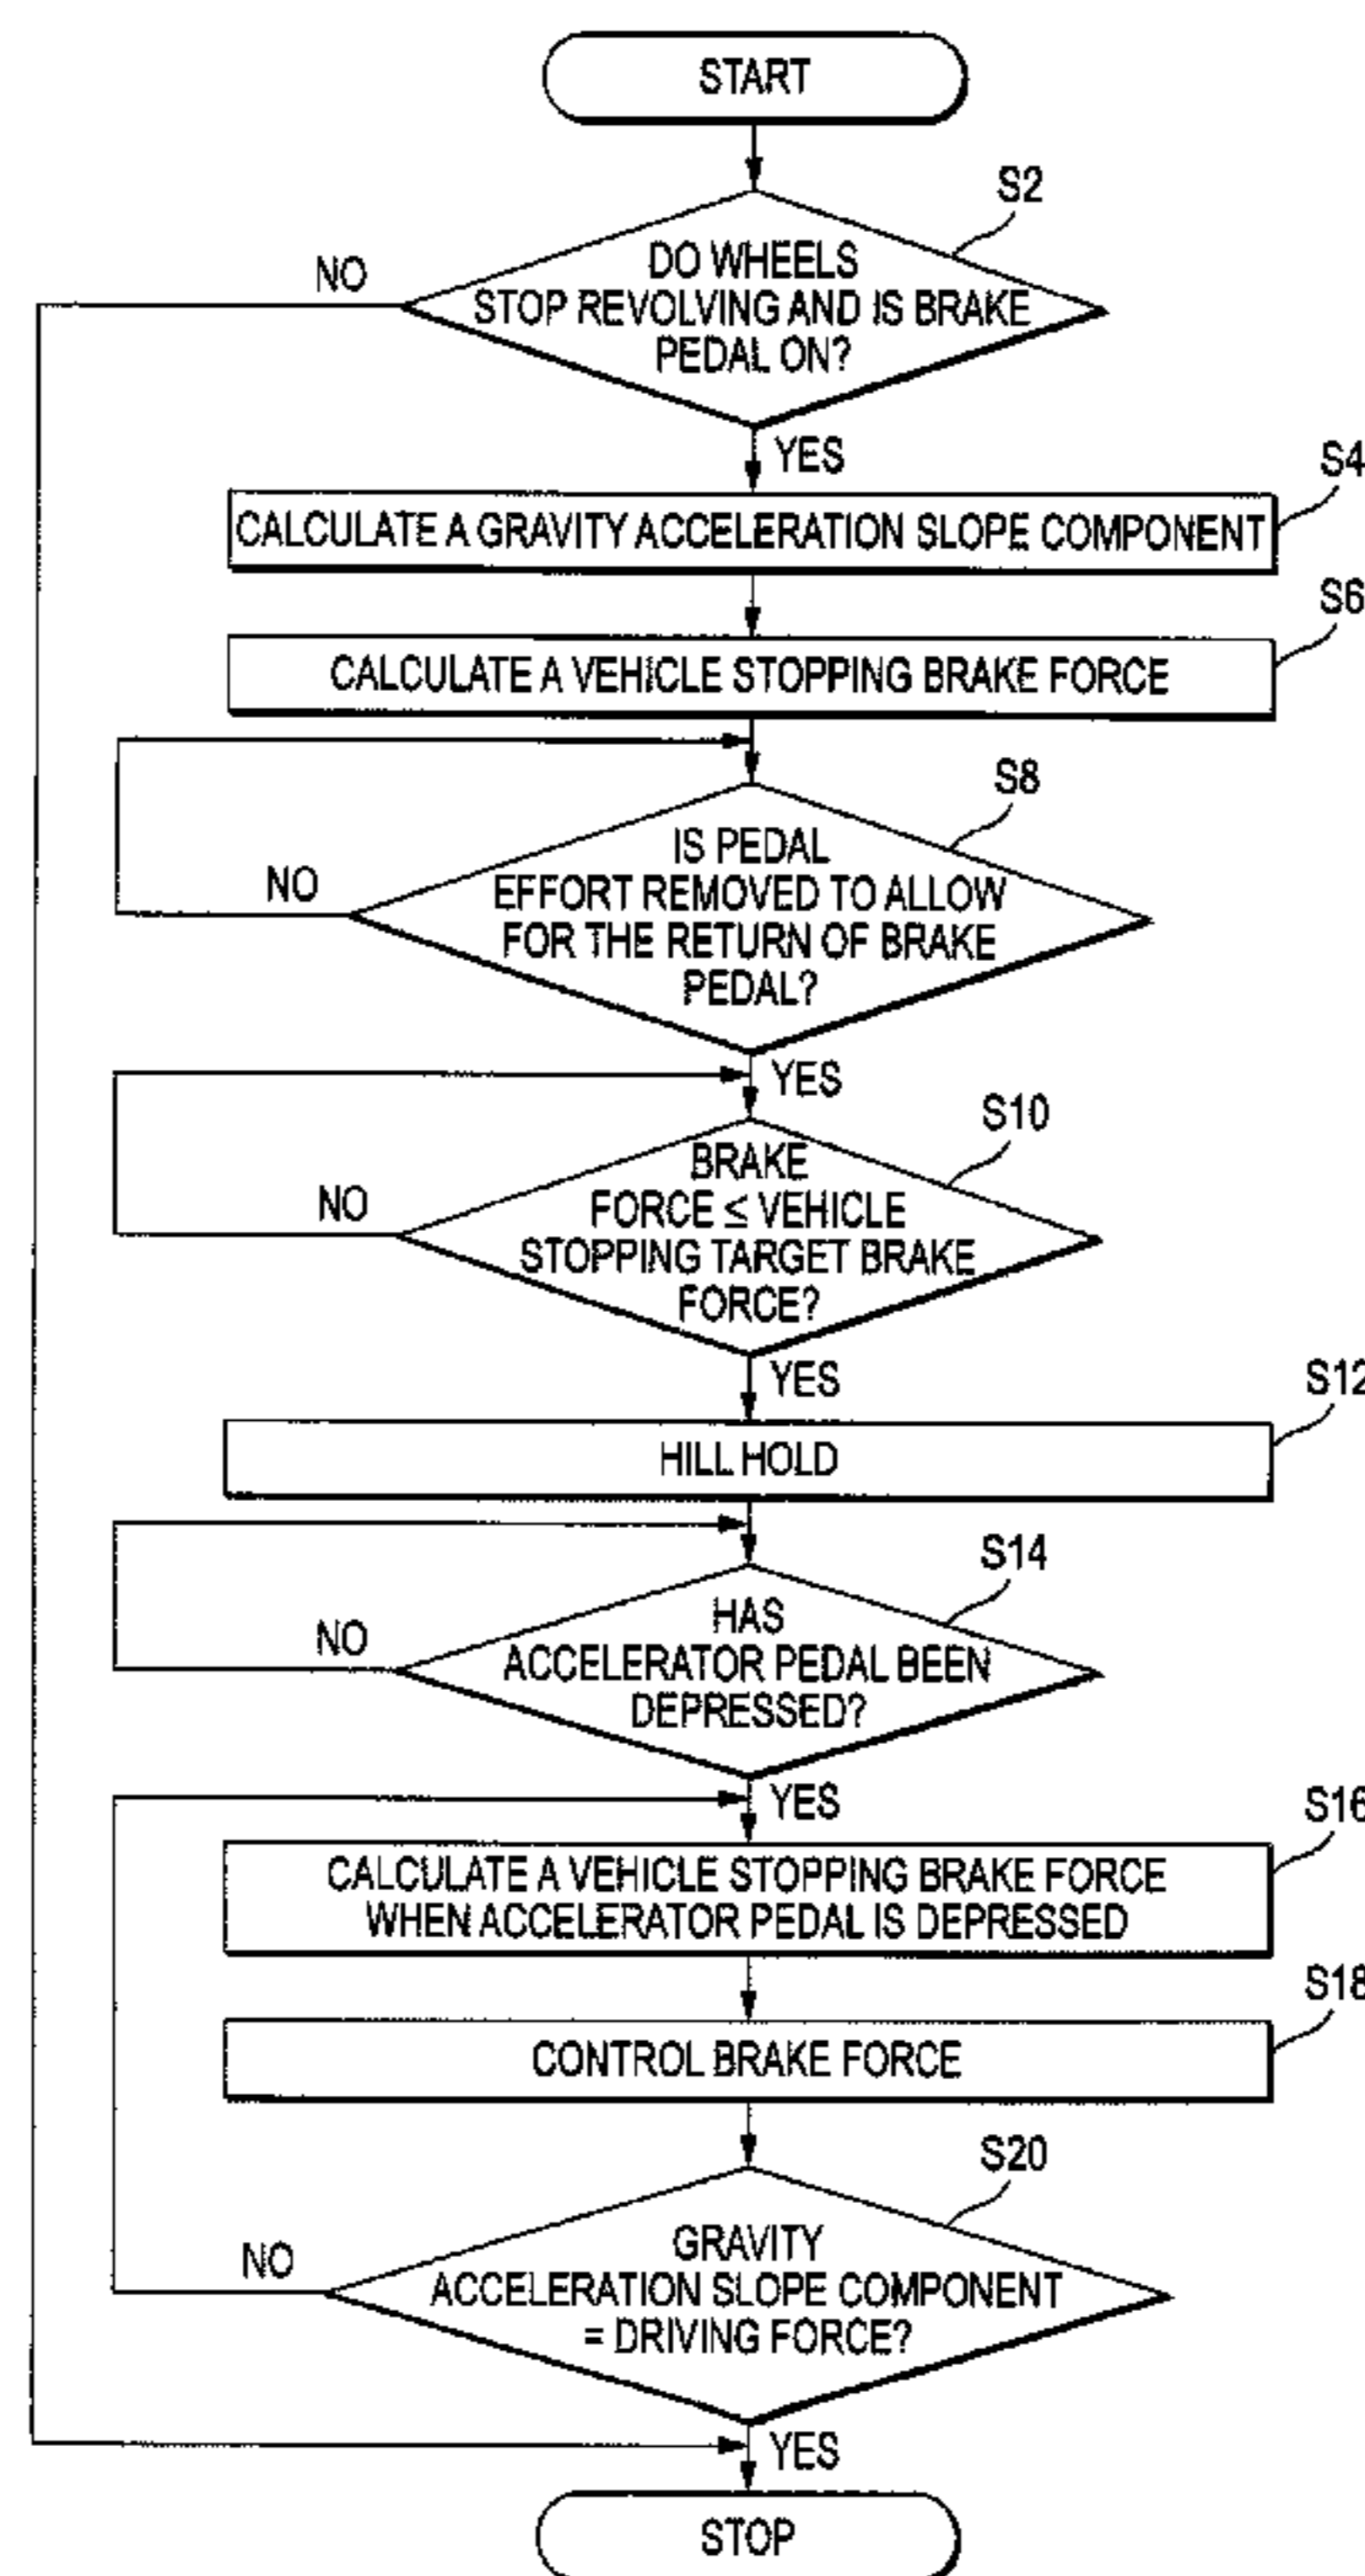 START
S2
NO
DO WHEELS
STOP REVOLVING AND IS BRAKE
PEDAL ON?
YES
S4
CALCULATE A GRAVITY ACCELERATION SLOPE COMPONENT
S6
CALCULATE A VEHICLE STOPPING BRAKE FORCE
S8
IS PEDAL
NO
EFFORT REMOVED TO ALLOW
FOR THE RETURN OF BRAKE
PEDAL?
YES
S10
BRAKE
NO
FORCE ≤ VEHICLE
STOPPING TARGET BRAKE
FORCE?
YES
S12
HILL HOLD
S14
HAS
NO
ACCELERATOR PEDAL BEEN
DEPRESSED?
YES
S16
CALCULATE A VEHICLE STOPPING BRAKE FORCE
WHEN ACCELERATOR PEDAL IS DEPRESSED
S18
CONTROL BRAKE FORCE
S20
GRAVITY
NO
ACCELERATION SLOPE COMPONENT
= DRIVING FORCE?
YES
STOP